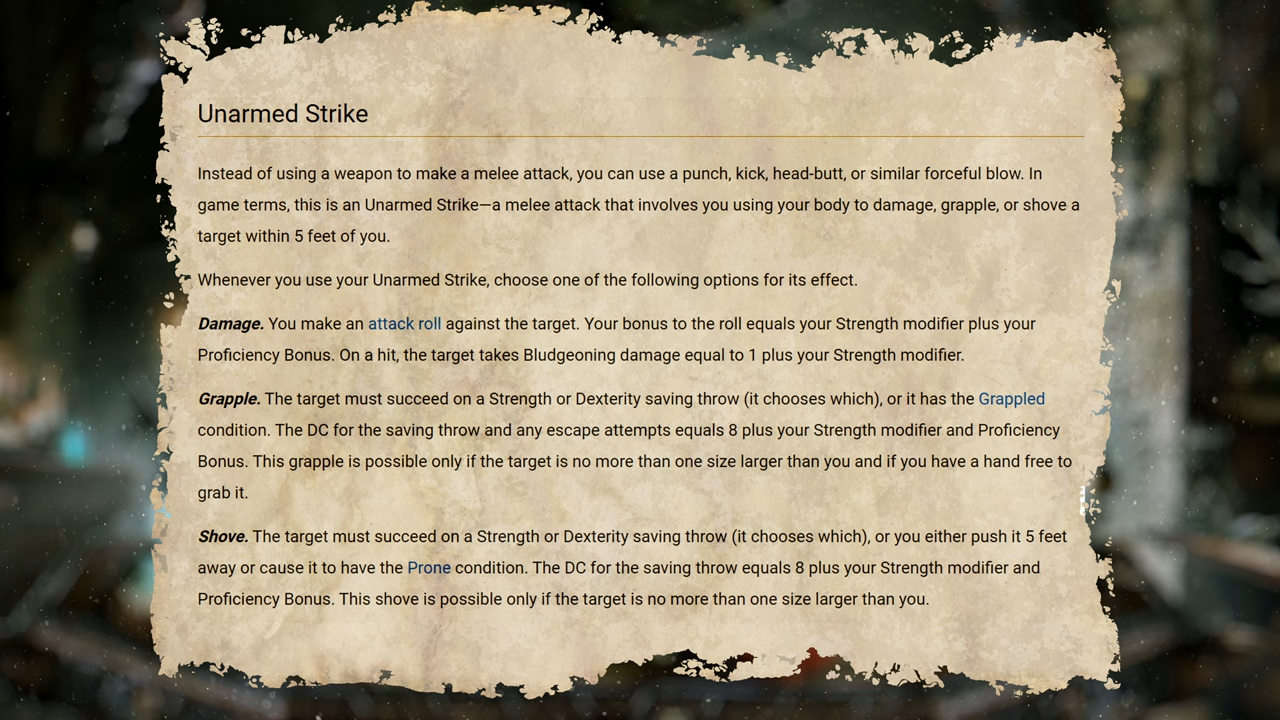 Unarmed Strike
Instead of using a weapon to make a melee attack, you can use a punch, kick, head-butt, or similar forceful blow. In
game terms, this is an Unarmed Strike—a melee attack that involves you using your body to damage, grapple, or shove a
target within 5 feet of you.
Whenever you use your Unarmed Strike, choose one of the following options for its effect.
Damage. You make an attack roll against the target. Your bonus to the roll equals your Strength modifier plus your
Proficiency Bonus. On a hit, the target takes Bludgeoning damage equal to 1 plus your Strength modifier.
Grapple. The target must succeed on a Strength or Dexterity saving throw (it chooses which), or it has the Grappled
condition. The DC for the saving throw and any escape attempts equals 8 plus your Strength modifier and Proficiency
Bonus. This grapple is possible only if the target is no more than one size larger than you and if you have a hand free to
grab it.
Shove. The target must succeed on a Strength or Dexterity saving throw (it chooses which), or you either push it 5 feet
away or cause it to have the Prone condition. The DC for the saving throw equals 8 plus your Strength modifier and
Proficiency Bonus. This shove is possible only if the target is no more than one size larger than you.